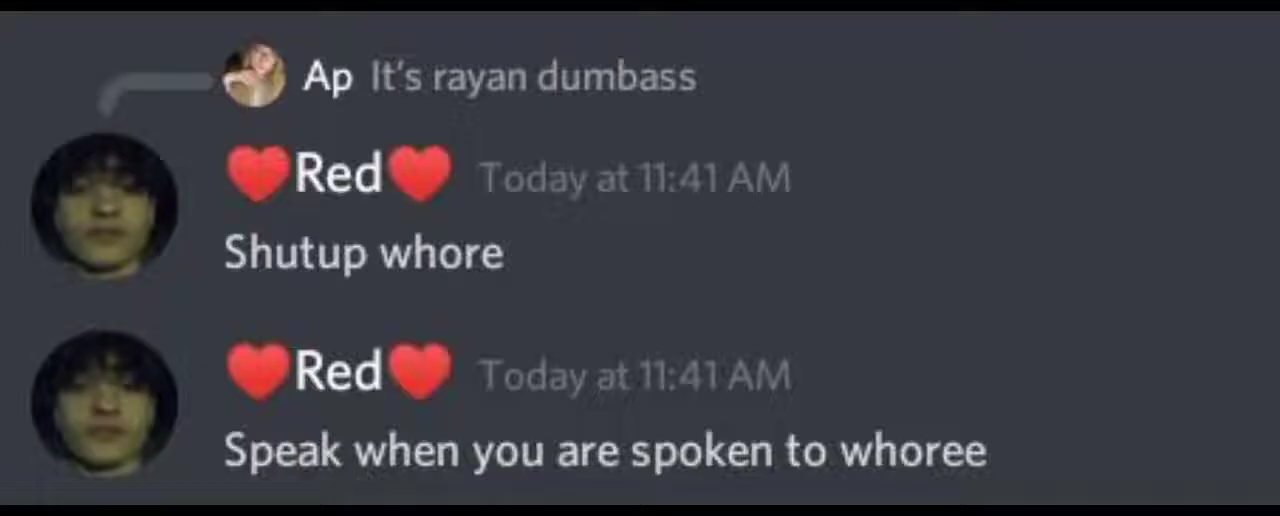 Ap It's rayan dumbass
❤️Red❤️ Today at 11:41 AM
Shutup whore
❤️Red❤️ Today at 11:41 AM
Speak when you are spoken to whoree